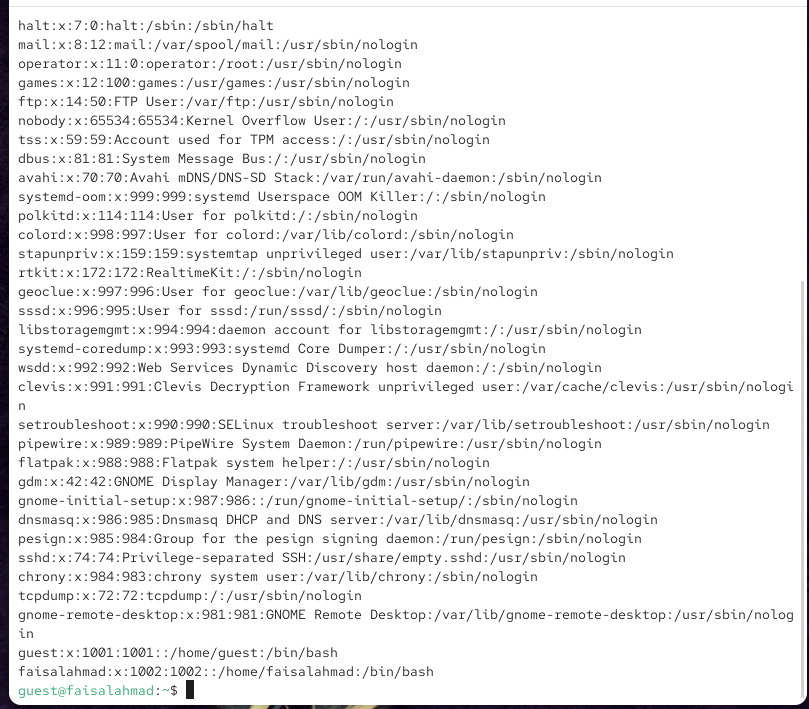 halt:x:7:0:halt:/sbin:/sbin/halt
mail:x:8:12:mail:/var/spool/mail:/usr/sbin/nologin
operator:x:11:0:operator:/root:/usr/sbin/nologin
games:x:12:100:games:/usr/games:/usr/sbin/nologin
ftp:x:14:50:FTP User:/var/ftp:/usr/sbin/nologin
nobody:x:65534:65534:Kernel Overflow User:/:/usr/sbin/nologin
tss:x:59:59:Account used for TPM access:/:/usr/sbin/nologin
dbus:x:81:81:System Message Bus:/:/usr/sbin/nologin
avahi:x:70:70:Avahi mDNS/DNS-SD Stack:/var/run/avahi-daemon:/sbin/nologin
systemd-oom:x:999:999:systemd Userspace OOM Killer:/:/sbin/nologin
polkitd:x:114:114:User for polkitd:/:/sbin/nologin
colord:x:998:997:User for colord:/var/lib/colord:/sbin/nologin
stapunpriv:x:159:159:systemtap unprivileged user:/var/lib/stapunpriv:/sbin/nologin
rtkit:x:172:172:RealtimeKit:/:/sbin/nologin
geoclue:x:997:996:User for geoclue:/var/lib/geoclue:/sbin/nologin
sssd:x:996:995:User for sssd:/run/sssd/:/sbin/nologin
libstoragemgmt:x:994:994:daemon account for libstoragemgmt:/:/usr/sbin/nologin
systemd-coredump:x:993:993:systemd Core Dumper:/:/usr/sbin/nologin
wsdd:x:992:992:Web Services Dynamic Discovery host daemon:/:/sbin/nologin
clevis:x:991:991:Clevis Decryption Framework unprivileged user:/var/cache/clevis:/usr/sbin/nologi
n
setroubleshoot:x:990:990:SELinux troubleshoot server:/var/lib/setroubleshoot:/usr/sbin/nologin
pipewire:x:989:989:PipeWire System Daemon:/run/pipewire:/usr/sbin/nologin
flatpak:x:988:988:Flatpak system helper:/:/usr/sbin/nologin
gdm:x:42:42:GNOME Display Manager:/var/lib/gdm:/usr/sbin/nologin
gnome-initial-setup:x:987:986::/run/gnome-initial-setup/:/sbin/nologin
dnsmasq:x:986:985:Dnsmasq DHCP and DNS server:/var/lib/dnsmasq:/usr/sbin/nologin
pesign:x:985:984:Group for the pesign signing daemon:/run/pesign:/sbin/nologin
sshd:x:74:74:Privilege-separated SSH:/usr/share/empty.sshd:/usr/sbin/nologin
chrony:x:984:983:chrony system user:/var/lib/chrony:/sbin/nologin
tcpdump:x:72:72:tcpdump:/:/usr/sbin/nologin
gnome-remote-desktop:x:981:981:GNOME Remote Desktop:/var/lib/gnome-remote-desktop:/usr/sbin/nolog
in
guest:x:1001:1001::/home/guest:/bin/bash
faisalahmad:x:1002:1002::/home/faisalahmad:/bin/bash
guest@faisalahmad:~$